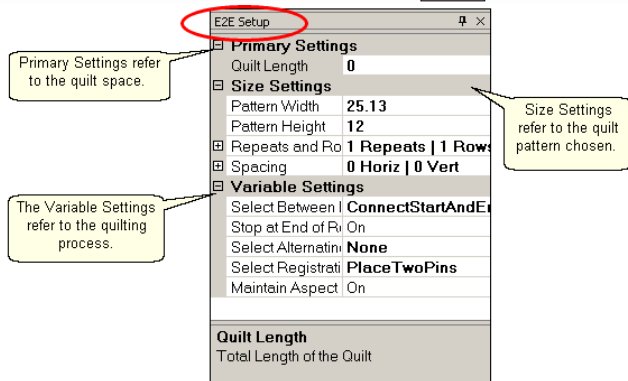 E2E Setup
Primary Settings
Quilt Length 0
Size Settings
Pattern Width 25.13
Pattern Height 12
Repeats and Ro 1 Repeats | 1 Rows
Spacing 0 Horiz | 0 Vert
Variable Settings
Select Between ConnectStartAndEn
Stop at End of R On
Select Alternatin None
Select Registrati PlaceTwoPins
Maintain Aspect On
Quilt Length
Total Length of the Quilt
Primary Settings refer
to the quilt space.
Size Settings
refer to the quilt
pattern chosen.
The Variable Settings
refer to the quilting
process.